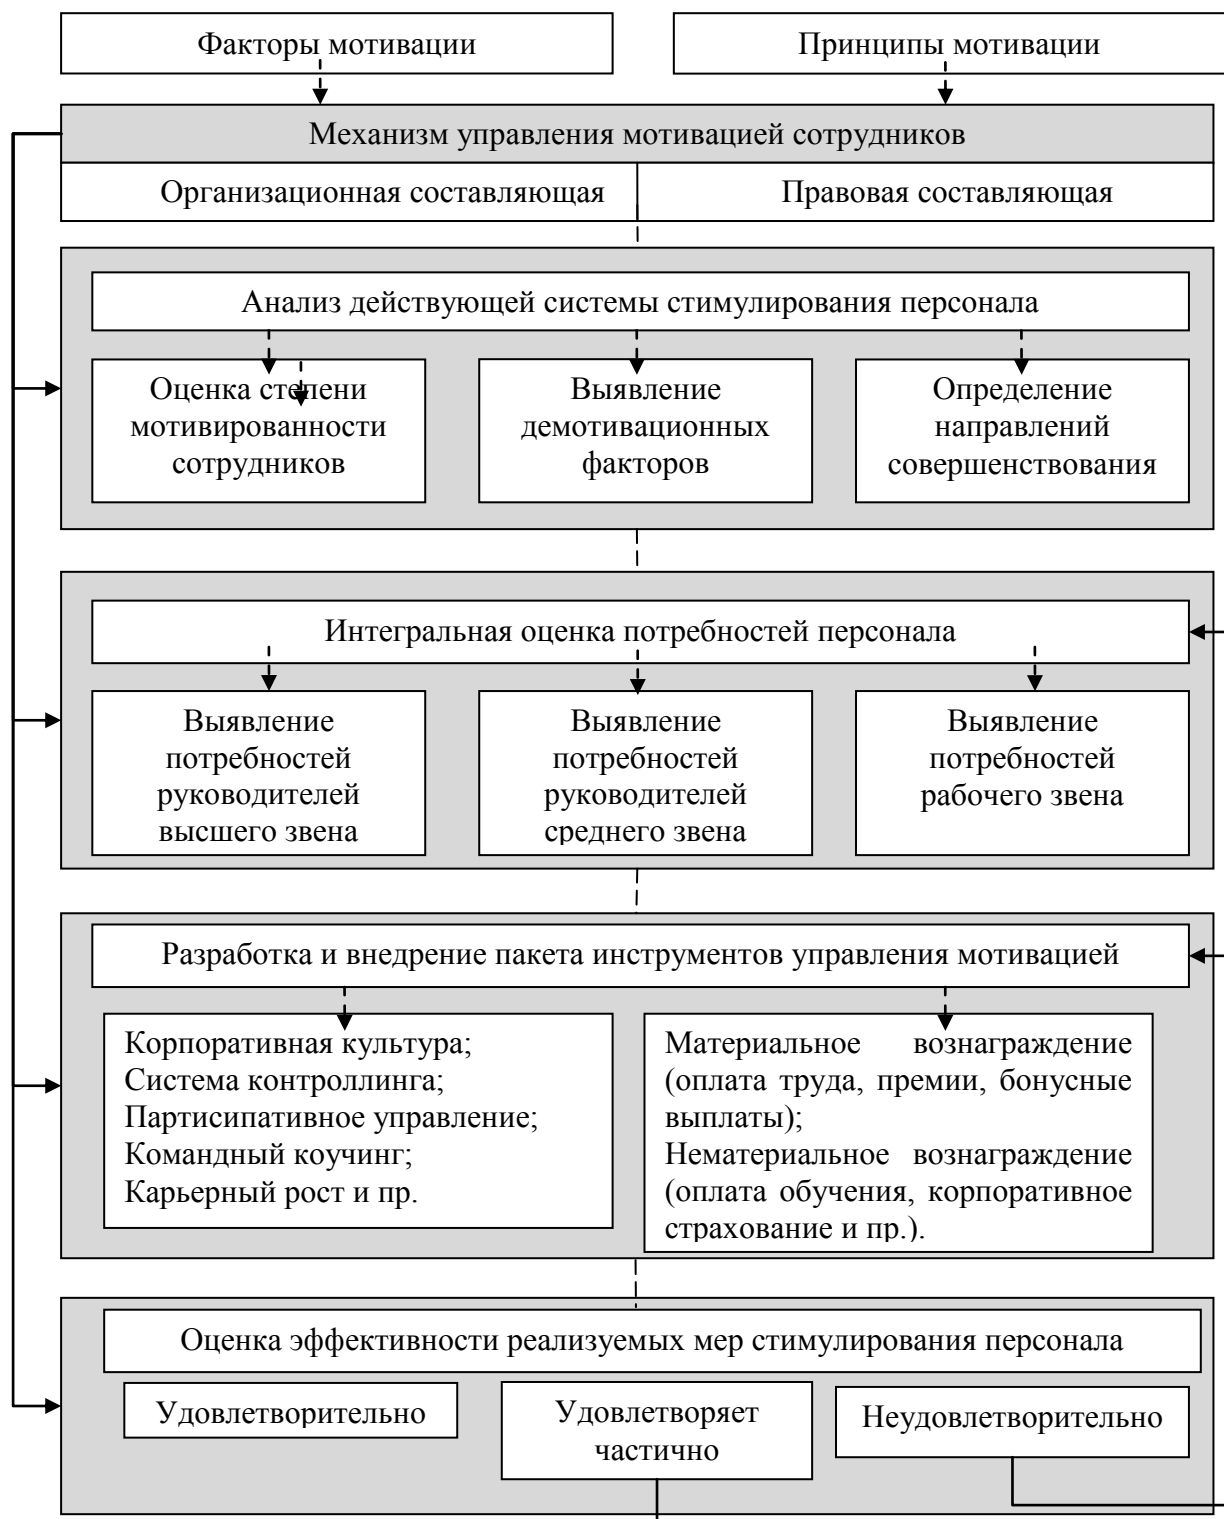 Факторы мотивации
Принципы мотивации
Механизм управления мотивацией сотрудников
Организационная составляющая
Правовая составляющая
Анализ действующей системы стимулирования персонала
Оценка степени
мотивированности
сотрудников
Выявление
демотивационных
факторов
Определение
направлений
совершенствования
Интегральная оценка потребностей персонала
Выявление
потребностей
руководителей
высшего звена
Выявление
потребностей
руководителей
среднего звена
Выявление
потребностей
рабочего звена
Разработка и внедрение пакета инструментов управления мотивацией
Корпоративная культура;
Система контроллинга;
Партисипативное управление;
Командный коучинг;
Карьерный рост и пр.
Материальное вознаграждение
(оплата труда, премии, бонусные
выплаты);
Нематериальное вознаграждение
(оплата обучения, корпоративное
страхование и пр.).
Оценка эффективности реализуемых мер стимулирования персонала
Удовлетворительно
Удовлетворяет
частично
Неудовлетворительно